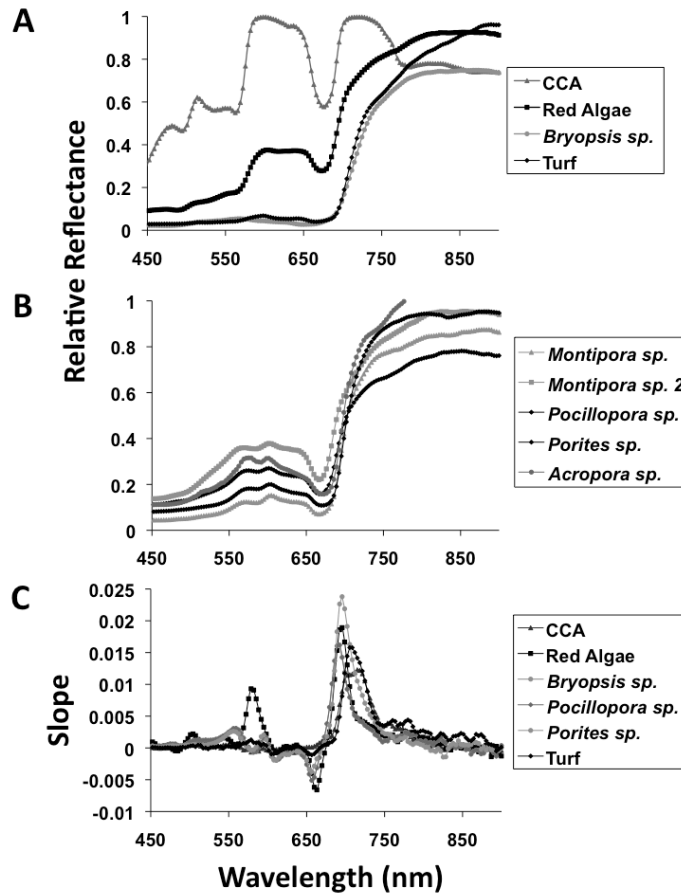 A
1
0.8
0.6
0.4
0.2
0
450 550 650 750 850
CCA
Red Algae
Bryopsis sp.
Turf
Relative Reflectance
B
1
0.8
0.6
0.4
0.2
0
450 550 650 750 850
Montipora sp.
Montipora sp. 2
Pocillopora sp.
Porites sp.
Acropora sp.
C
0.025
0.02
0.015
0.01
0.005
0
-0.005
-0.01
Slope
450 550 650 750 850
CCA
Red Algae
Bryopsis sp.
Pocillopora sp.
Porites sp.
Turf
Wavelength (nm)